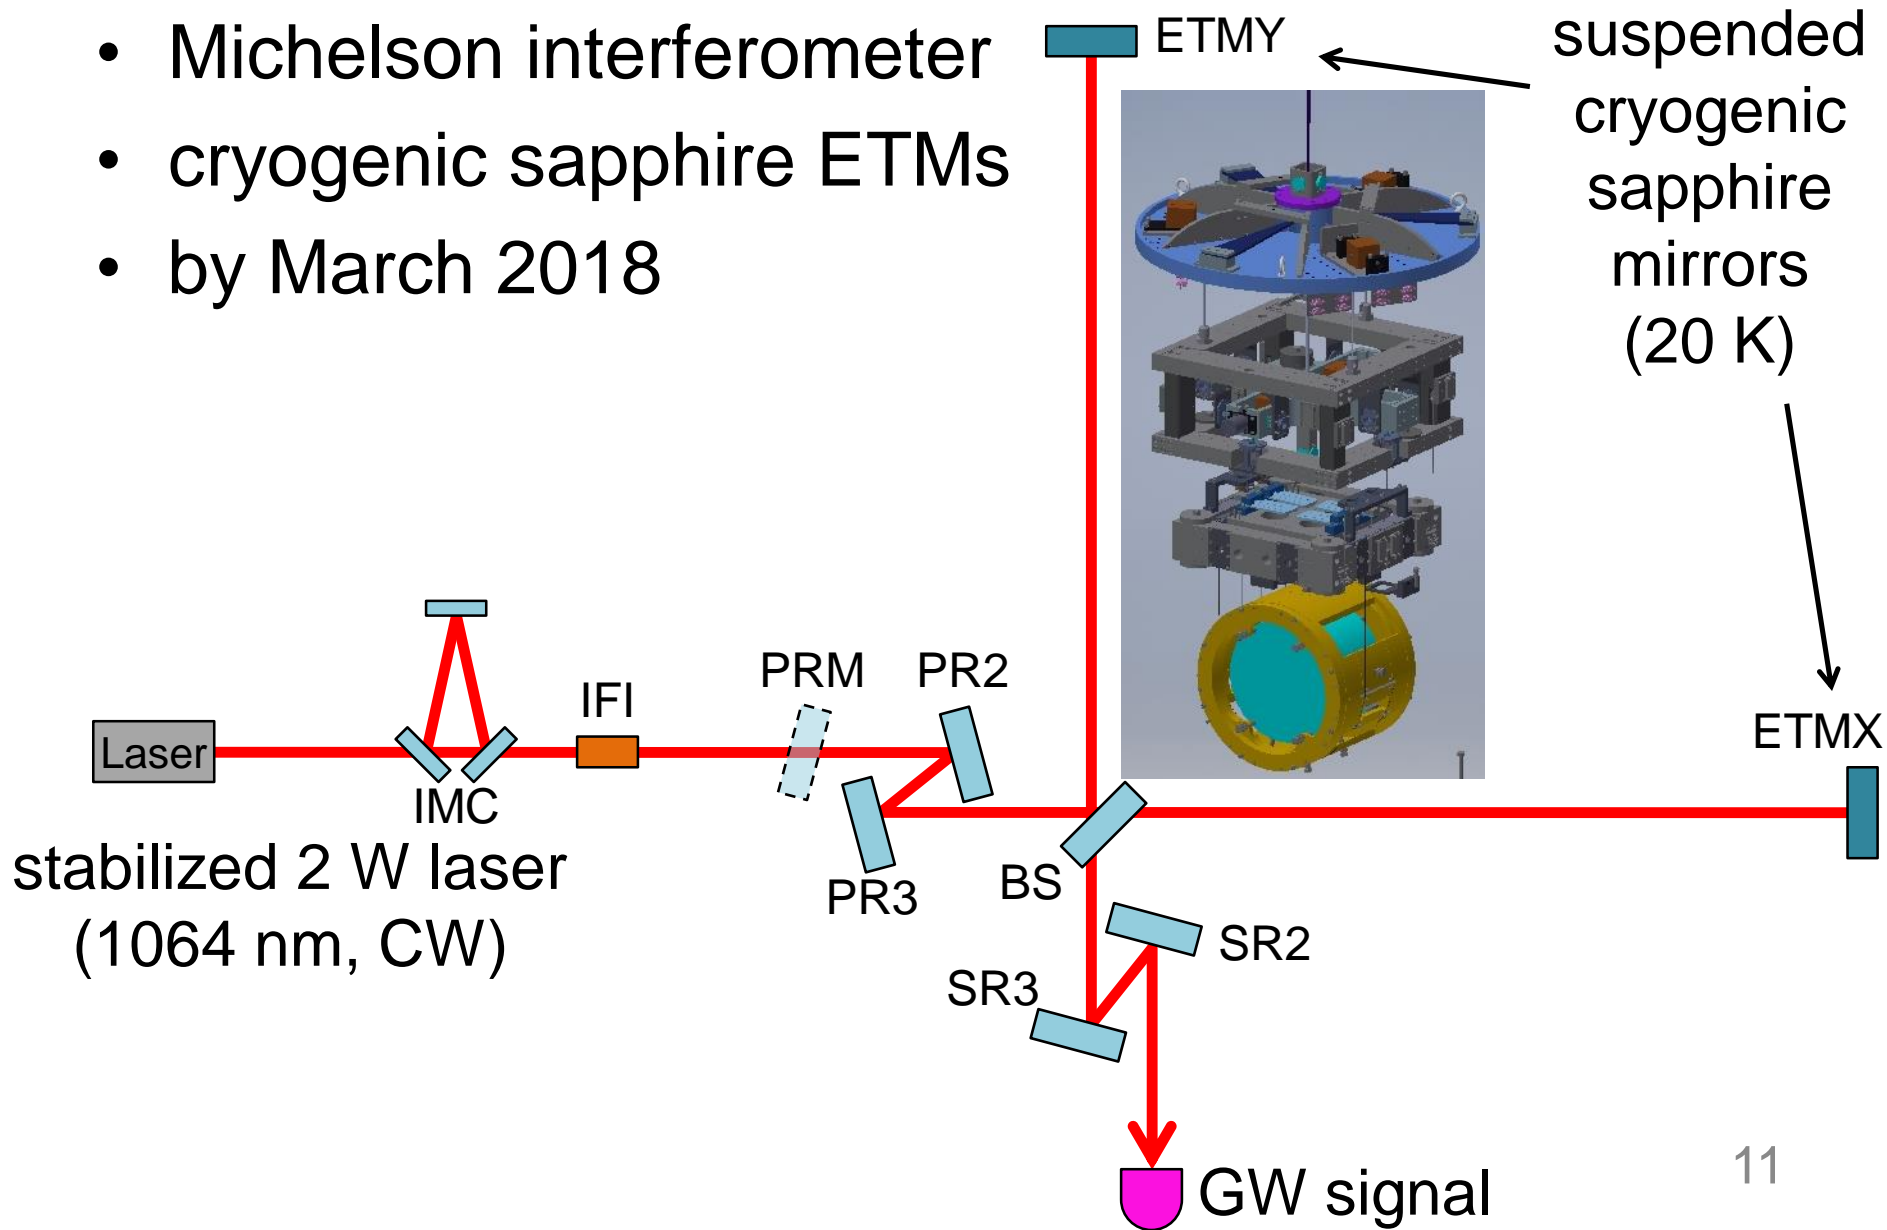 • Michelson interferometer
• cryogenic sapphire ETMs
• by March 2018
ETMY
suspended
cryogenic
sapphire
mirrors
(20 K)
ETMX
Laser
IMC
IFI
PRM
PR2
PR3
BS
SR2
SR3
stabilized 2 W laser
(1064 nm, CW)
GW signal
11